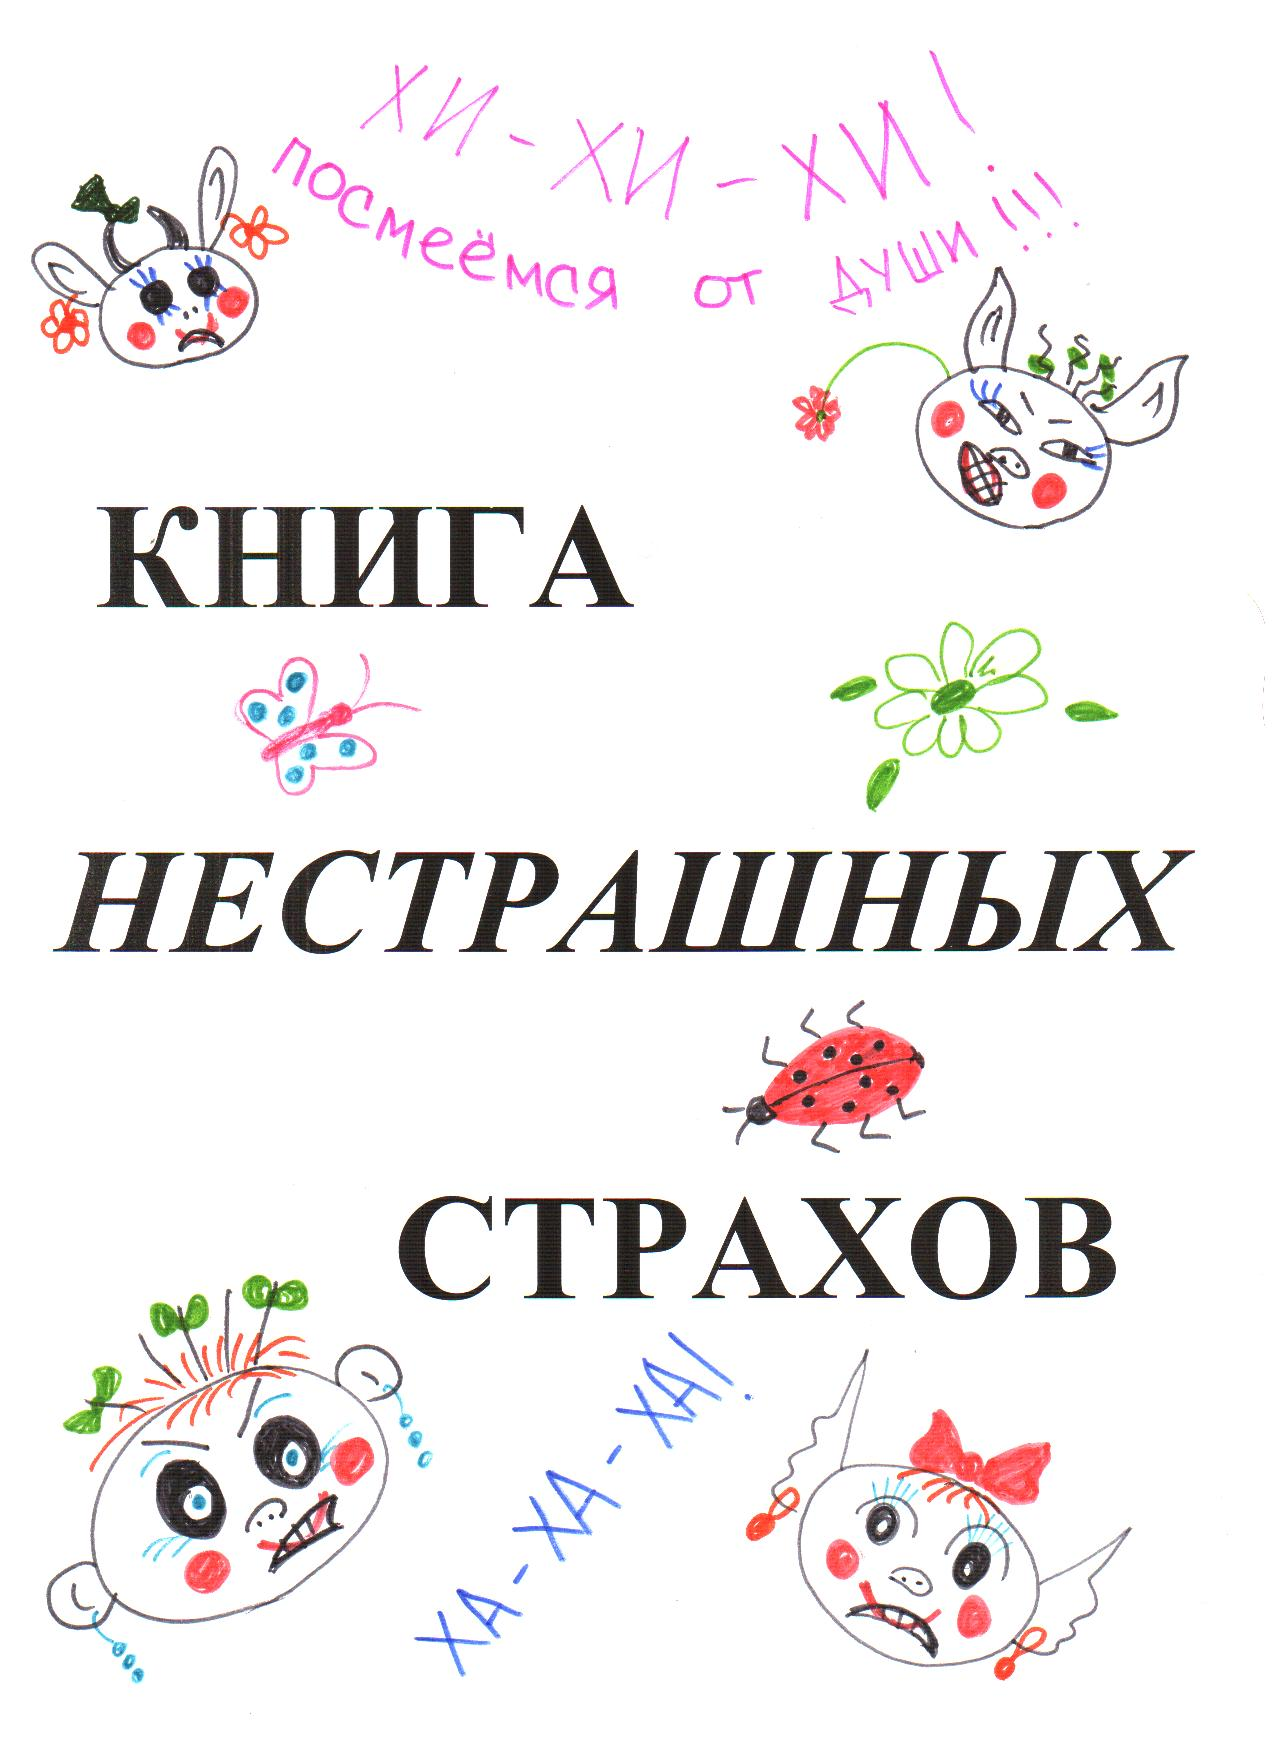 ХИ-ХИ-ХИ!
посмеёмся от души!!!
КНИГА
НЕСТРАШНЫХ
СТРАХОВ
ХА-ХА-ХА!